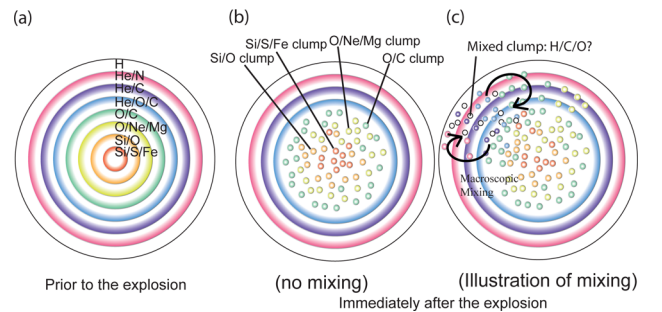 (a)
H
He/N
He/C
He/O/C
O/C
O/Ne/Mg
Si/O
Si/S/Fe
Prior to the explosion
(b)
O/Ne/Mg clump
Si/S/Fe clump
O/C clump
Si/O clump
(no mixing)
(c)
Mixed clump: H/C/O?
Macroscopic
Mixing
(Illustration of mixing)
Immediately after the explosion